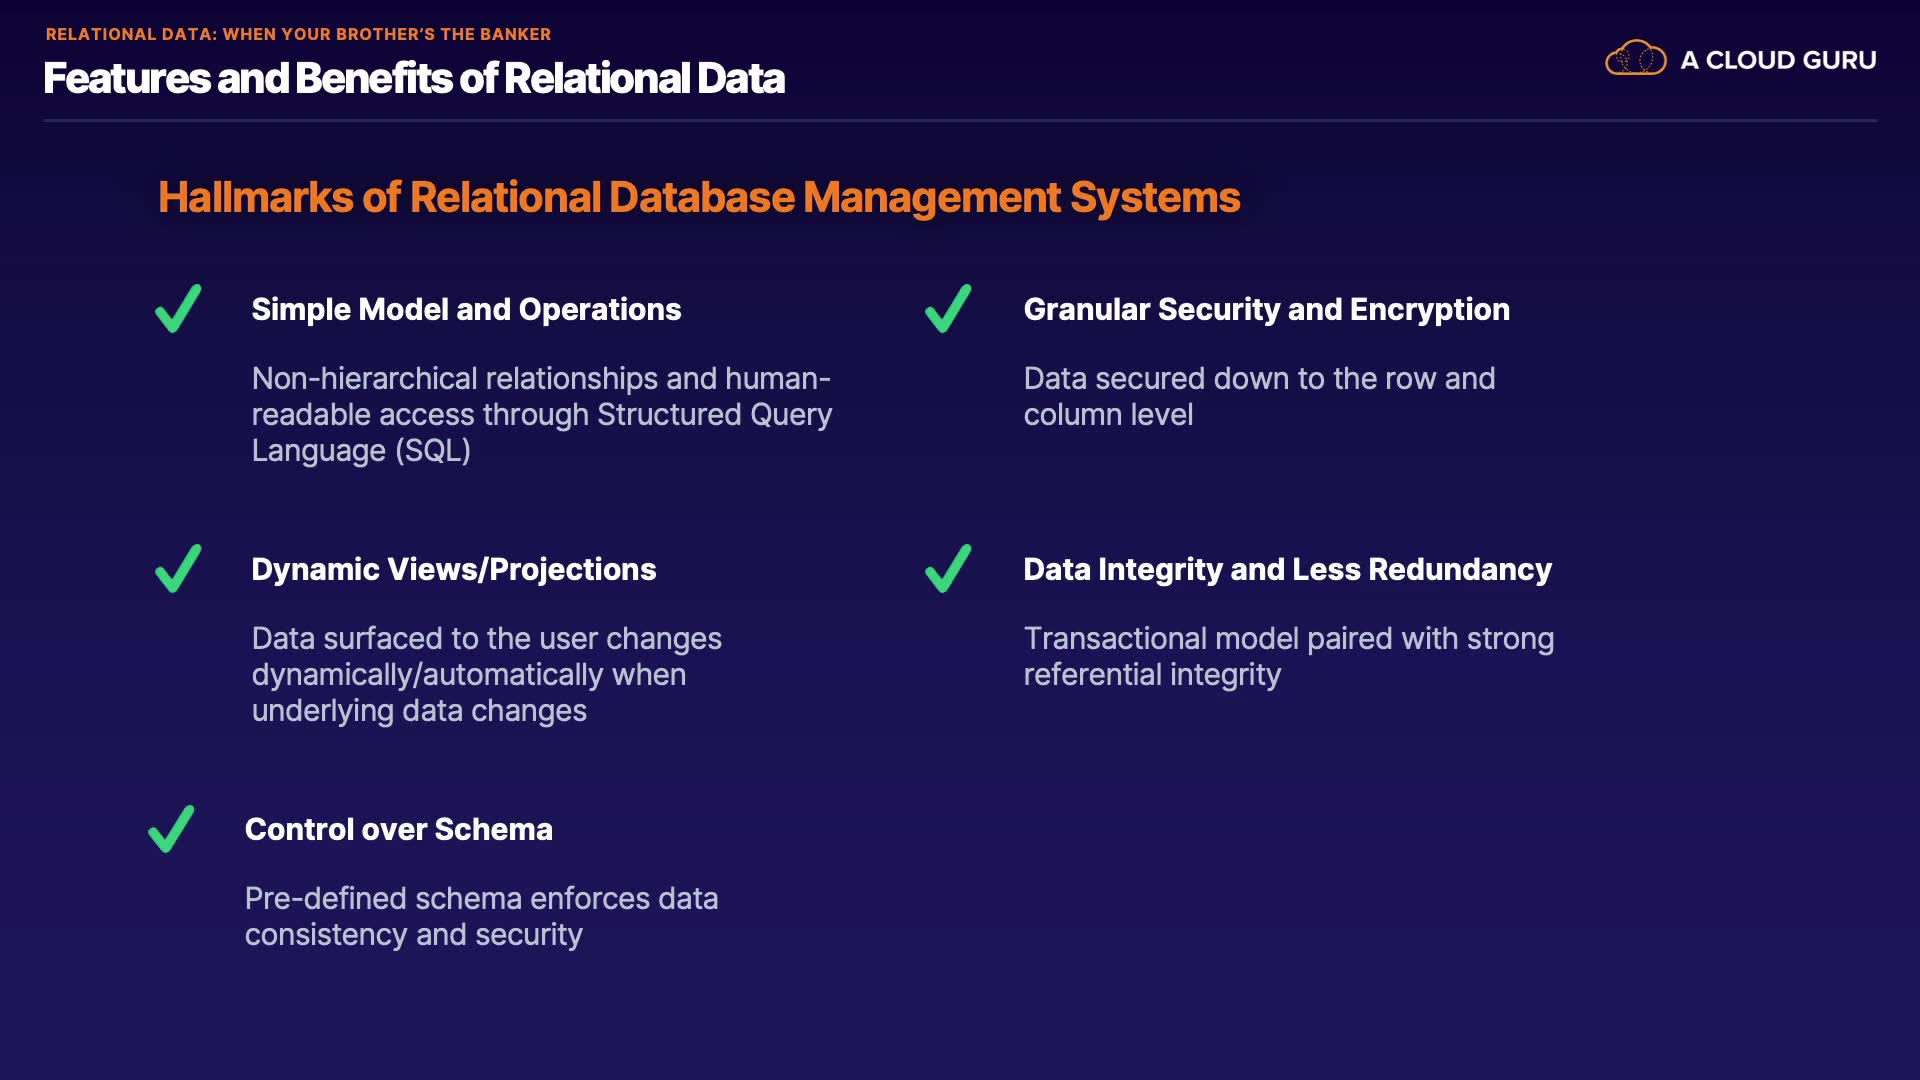 RELATIONAL DATA: WHEN YOUR BROTHER’S THE BANKER
Features and Benefits of Relational Data
A CLOUD GURU
Hallmarks of Relational Database Management Systems
Simple Model and Operations
Non-hierarchical relationships and human-
readable access through Structured Query
Language (SQL)
Granular Security and Encryption
Data secured down to the row and
column level
Dynamic Views/Projections
Data surfaced to the user changes
dynamically/automatically when
underlying data changes
Data Integrity and Less Redundancy
Transactional model paired with strong
referential integrity
Control over Schema
Pre-defined schema enforces data
consistency and security